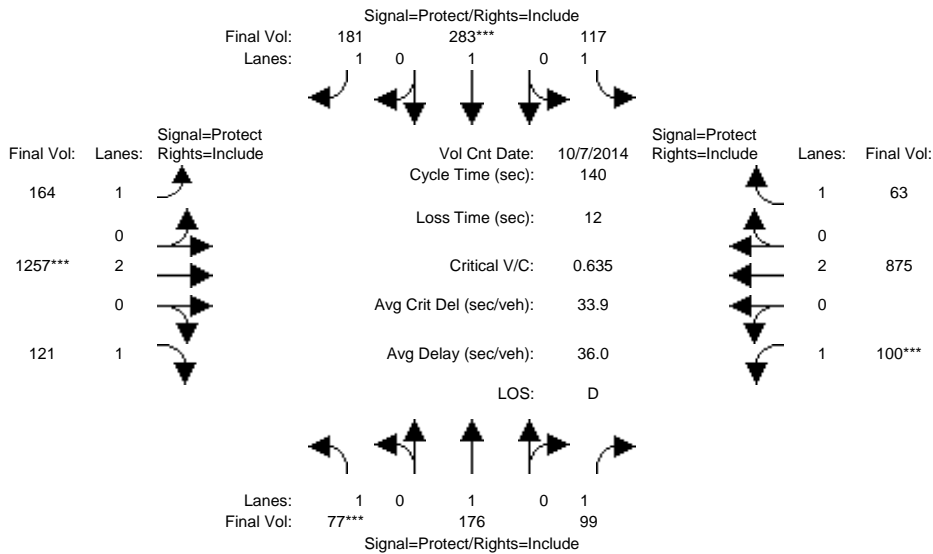 Signal=Protect/Rights=Include
Final Vol: 181 283*** 117
Lanes: 1 0 1 0 1
Signal=Protect
Final Vol: Lanes: Rights=Include
Vol Cnt Date: 10/7/2014
Signal=Protect
Rights=Include Lanes: Final Vol:
Cycle Time (sec): 140
164 1
1 63
Loss Time (sec): 12
0
0
1257*** 2
Critical V/C: 0.635
2 875
0
Avg Crit Del (sec/veh): 33.9
0
121 1
Avg Delay (sec/veh): 36.0
1 100***
LOS: D
Lanes: 1 0 1 0 1
Final Vol: 77*** 176 99
Signal=Protect/Rights=Include